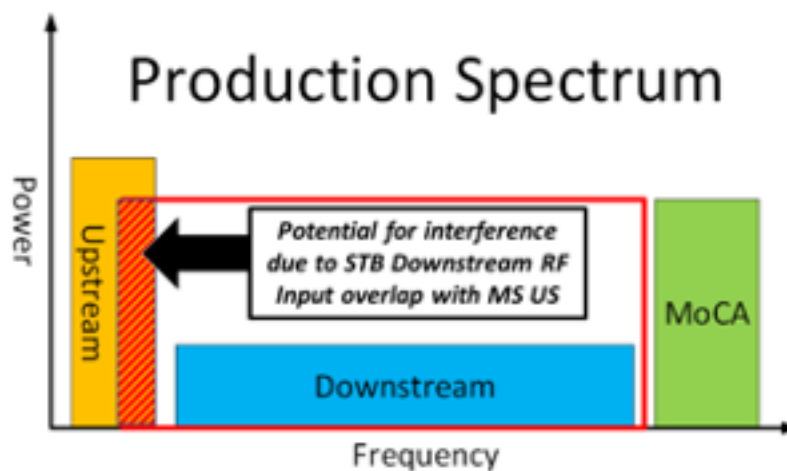 Production Spectrum
Power
Upstream
Potential for interference
due to STB Downstream RF
Input overlap with MS US
MoCA
Downstream
Frequency